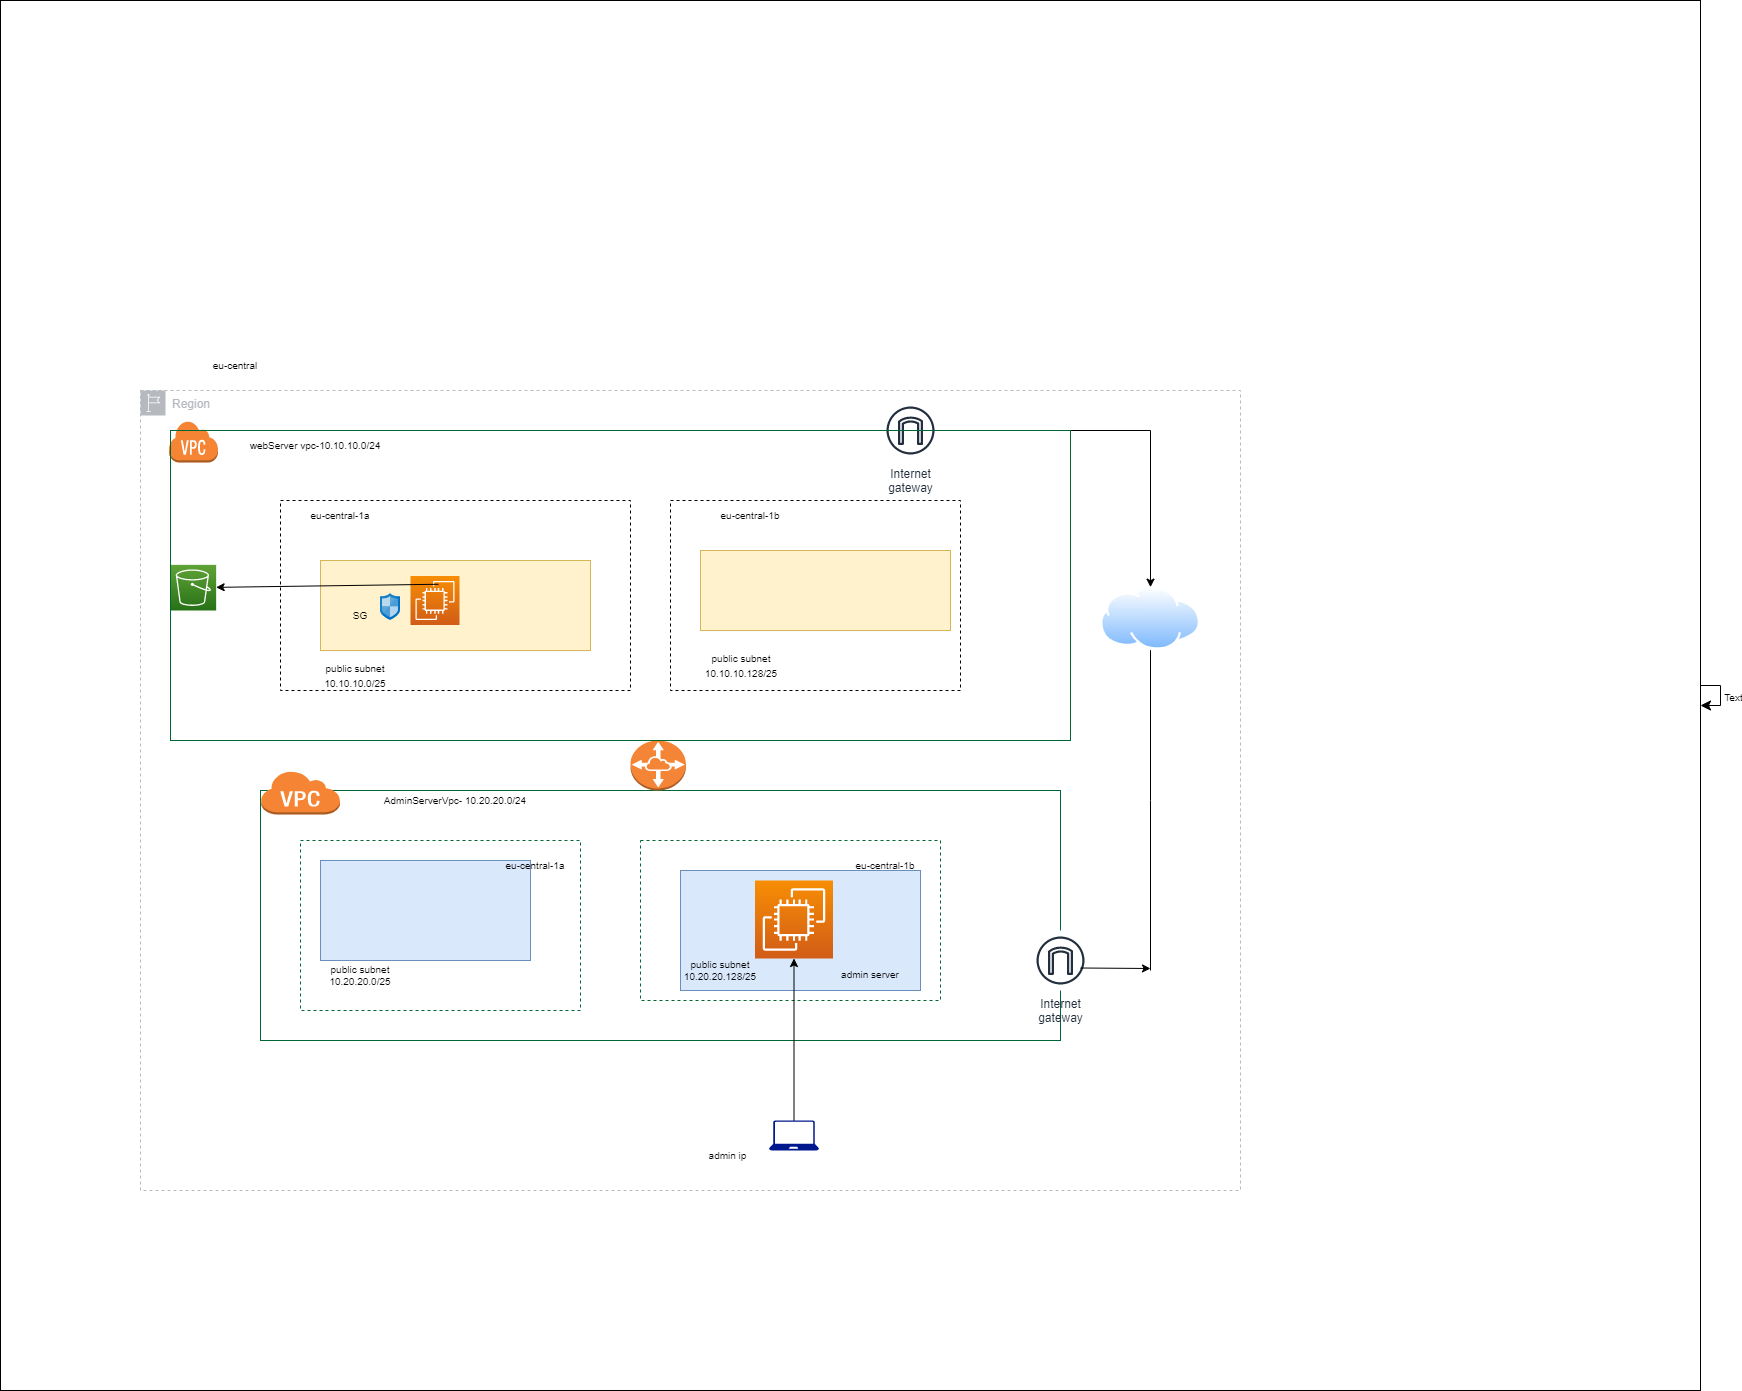 eu-central
Region
VPC
webServer vpc-10.10.10.0/24
Internet
gateway
eu-central-1a
eu-central-1b
SG
public subnet
10.10.10.0/25
public subnet
10.10.10.128/25
Text
VPC
AdminServerVpc- 10.20.20.0/24
eu-central-1a
eu-central-1b
public subnet
10.20.20.0/25
public subnet
10.20.20.128/25
admin server
Internet
gateway
admin ip